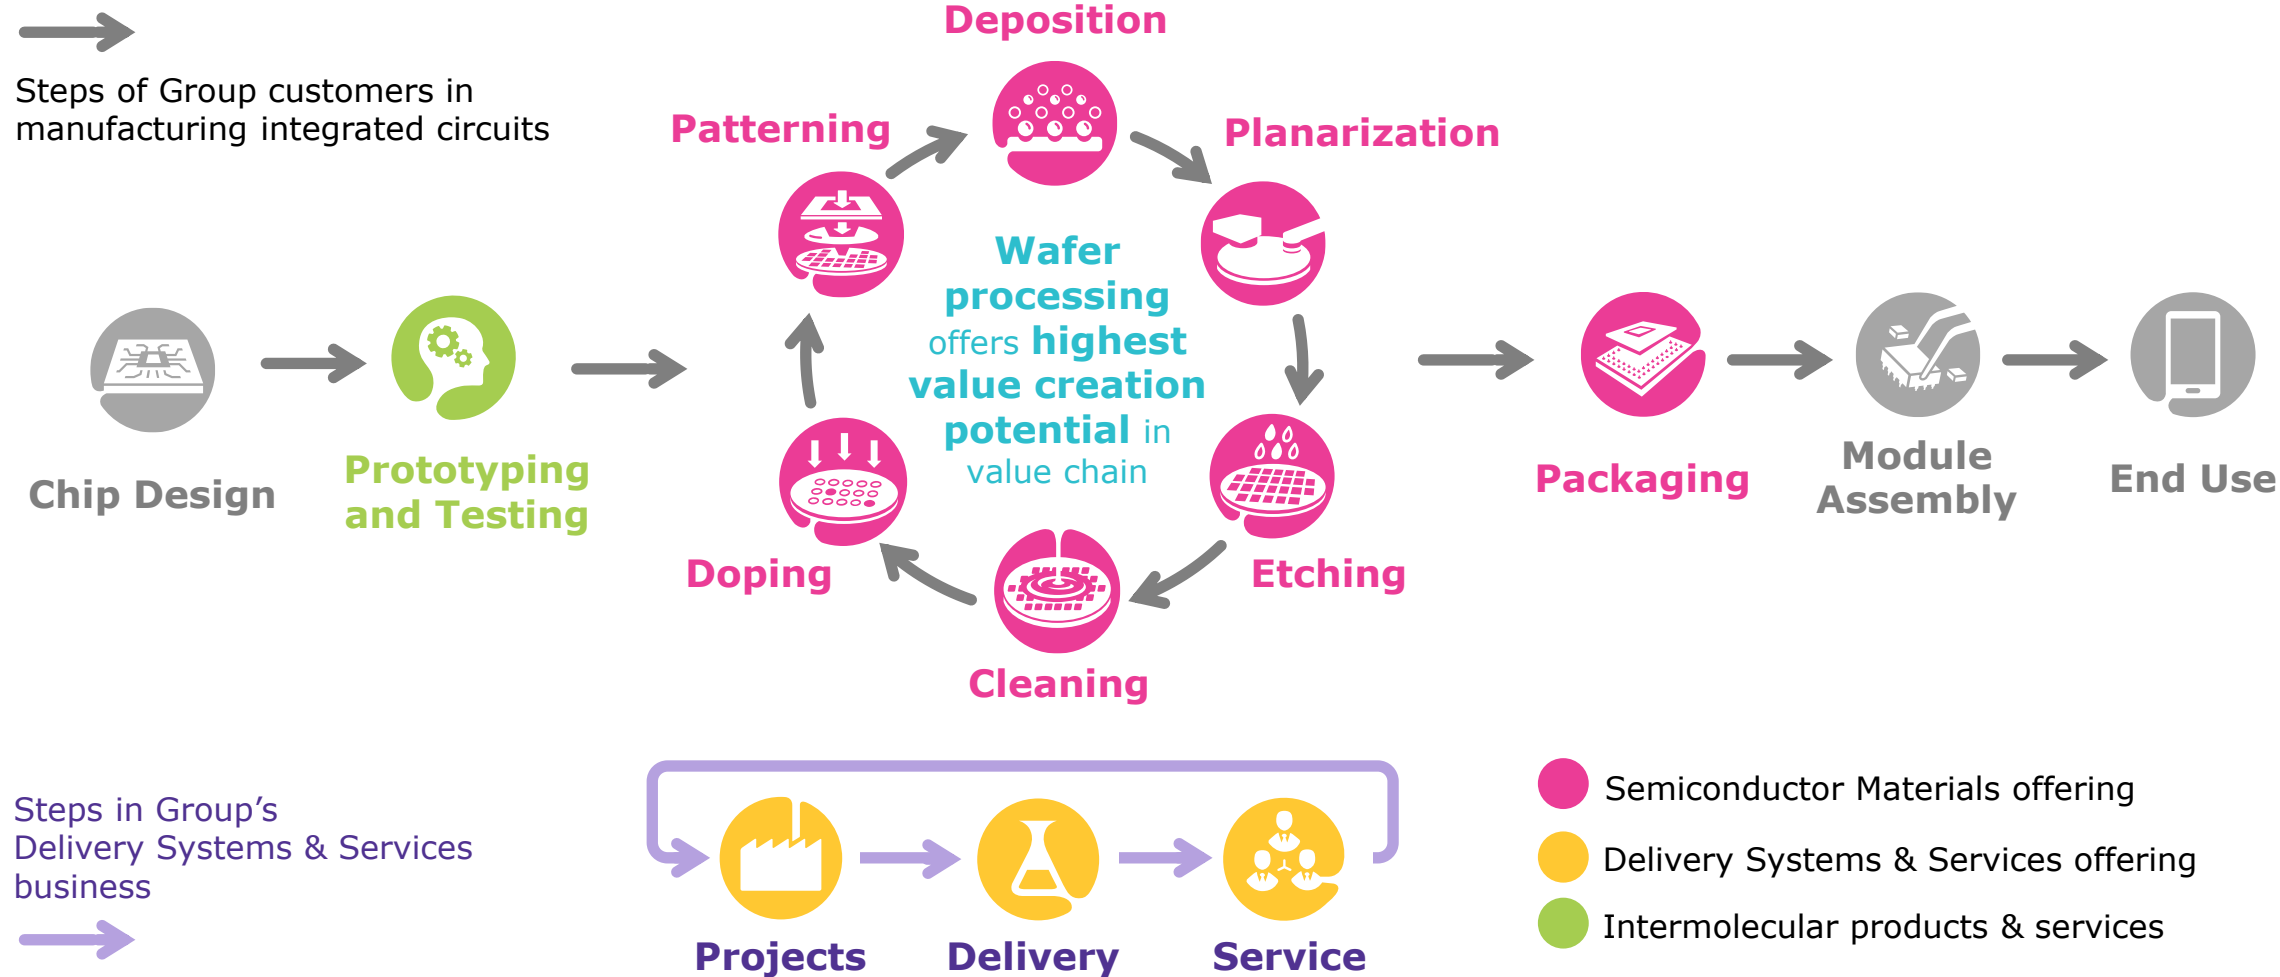 Steps of Group customers in
manufacturing integrated circuits
Deposition
Patterning
Planarization
Wafer
processing
offers highest
value creation
potential in
value chain
Chip Design
Prototyping
and Testing
Doping
Etching
Cleaning
Packaging
Module
Assembly
End Use
Steps in Group’s
Delivery Systems & Services
business
Projects
Delivery
Service
Semiconductor Materials offering
Delivery Systems & Services offering
Intermolecular products & services